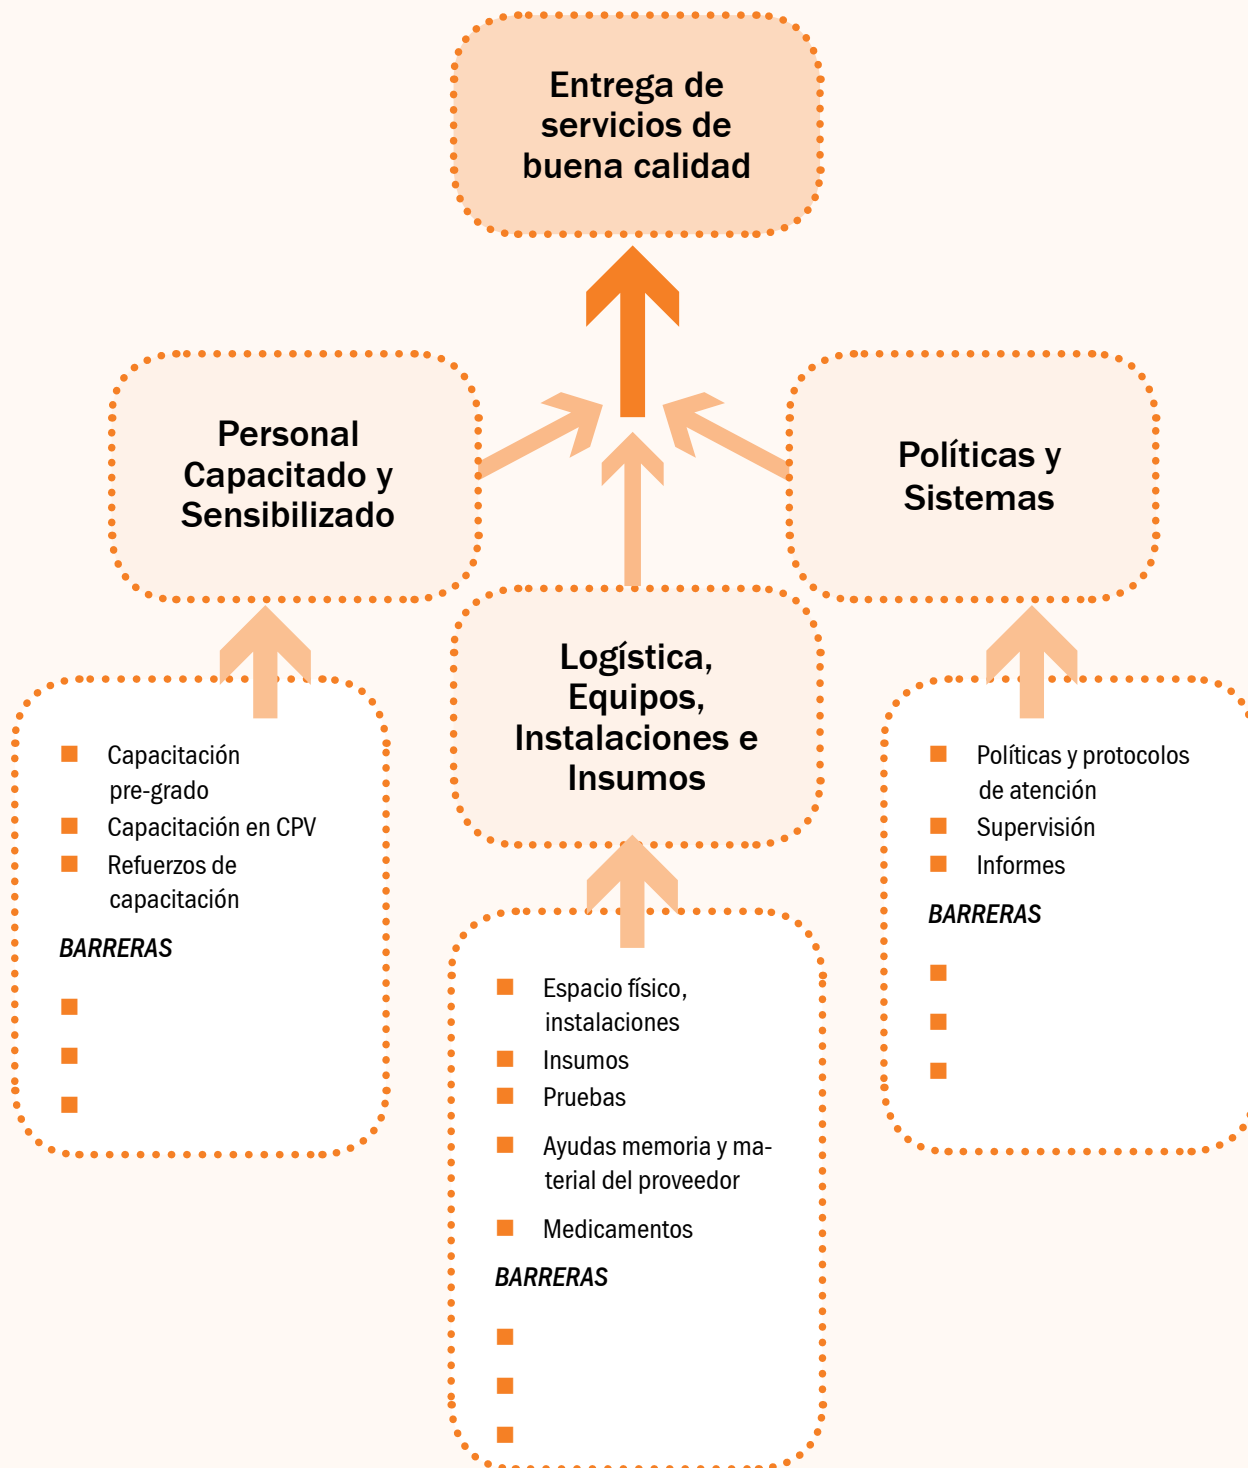 Entrega de
servicios de
buena calidad
Personal
Capacitado y
Sensibilizado
Políticas y
Sistemas
Logística,
Equipos,
Instalaciones e
Insumos
Capacitación
pre-grado
Capacitación en CPV
Refuerzos de
capacitación
BARRERAS
Espacio físico,
instalaciones
Insumos
Pruebas
Ayudas memoria y ma-
terial del proveedor
Medicamentos
BARRERAS
Políticas y protocolos
de atención
Supervisión
Informes
BARRERAS